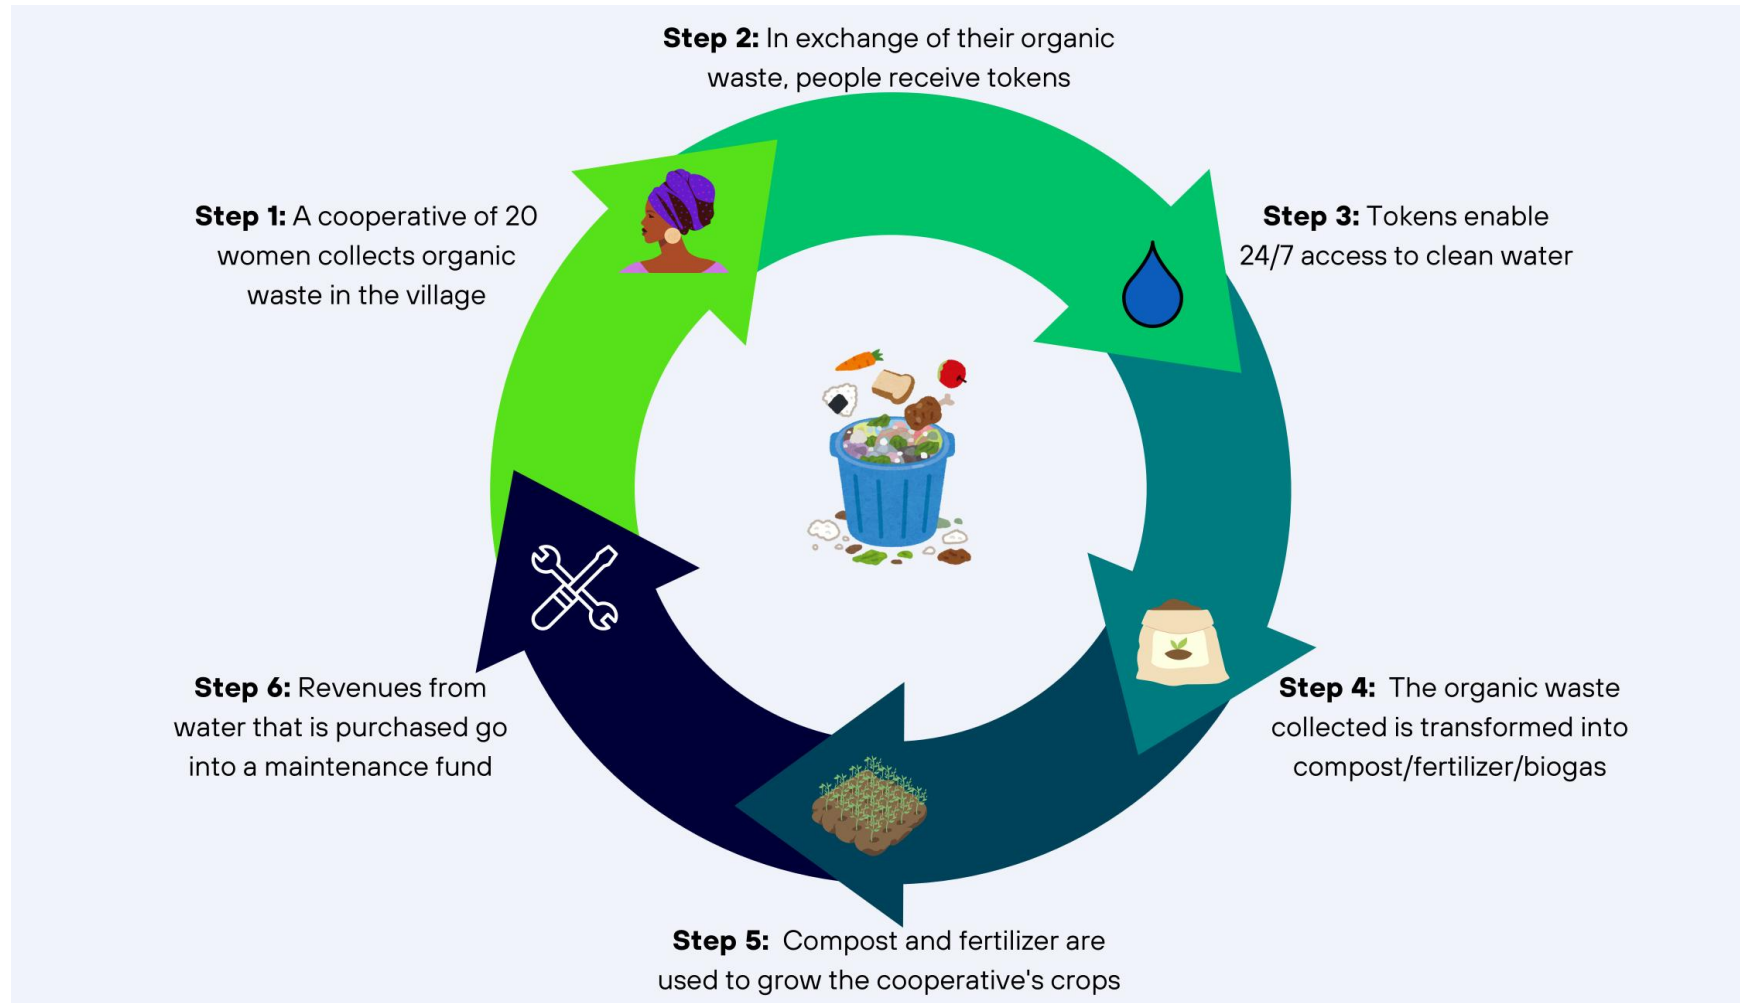 Step 2: In exchange of their organic
waste, people receive tokens
Step 1: A cooperative of 20
women collects organic
waste in the village
Step 3: Tokens enable
24/7 access to clean water
Step 4: The organic waste
collected is transformed into
compost/fertilizer/biogas
Step 6: Revenues from
water that is purchased go
into a maintenance fund
Step 5: Compost and fertilizer are
used to grow the cooperative's crops